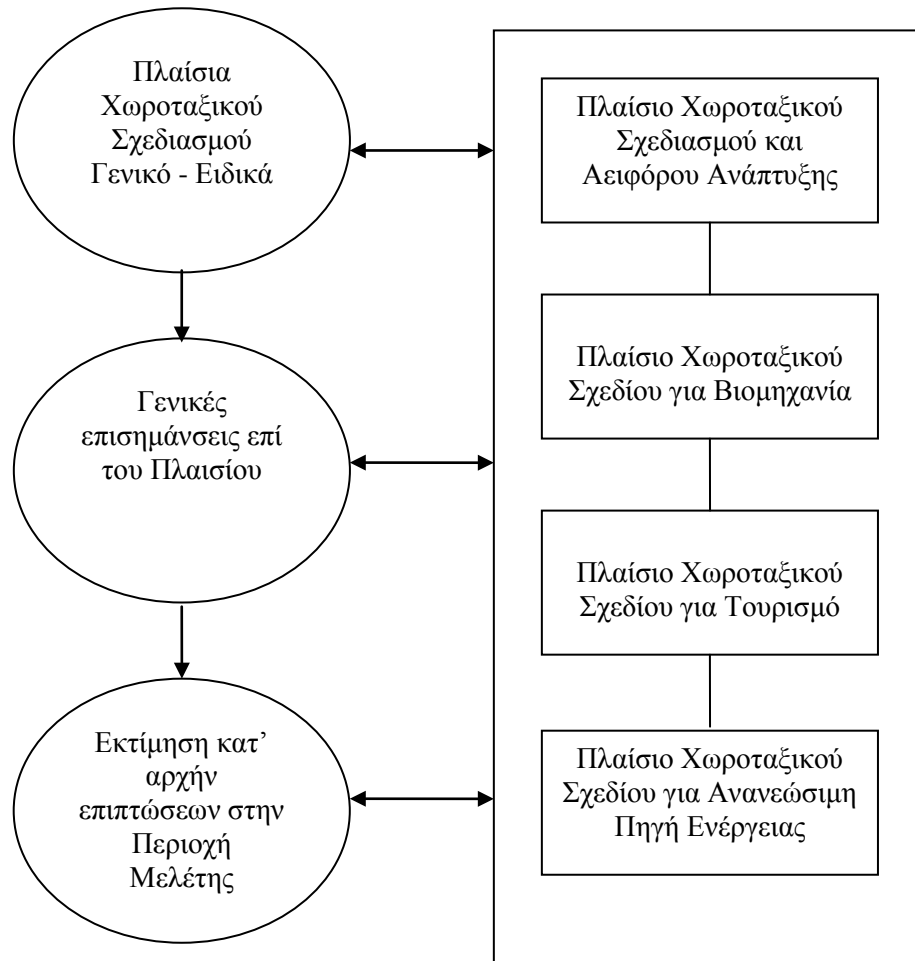 Πλαίσια
Χωροταξικού
Σχεδιασμού
Γενικό - Ειδικά
Γενικές
επισημάνσεις επί
του Πλαισίου
Εκτίμηση κατ’
αρχήν
επιπτώσεων στην
Περιοχή
Μελέτης
Πλαίσιο Χωροταξικού
Σχεδιασμού και
Αειφόρου Ανάπτυξης
Πλαίσιο Χωροταξικού
Σχεδίου για Βιομηχανία
Πλαίσιο Χωροταξικού
Σχεδίου για Τουρισμό
Πλαίσιο Χωροταξικού
Σχεδίου για Ανανεώσιμη
Πηγή Ενέργειας